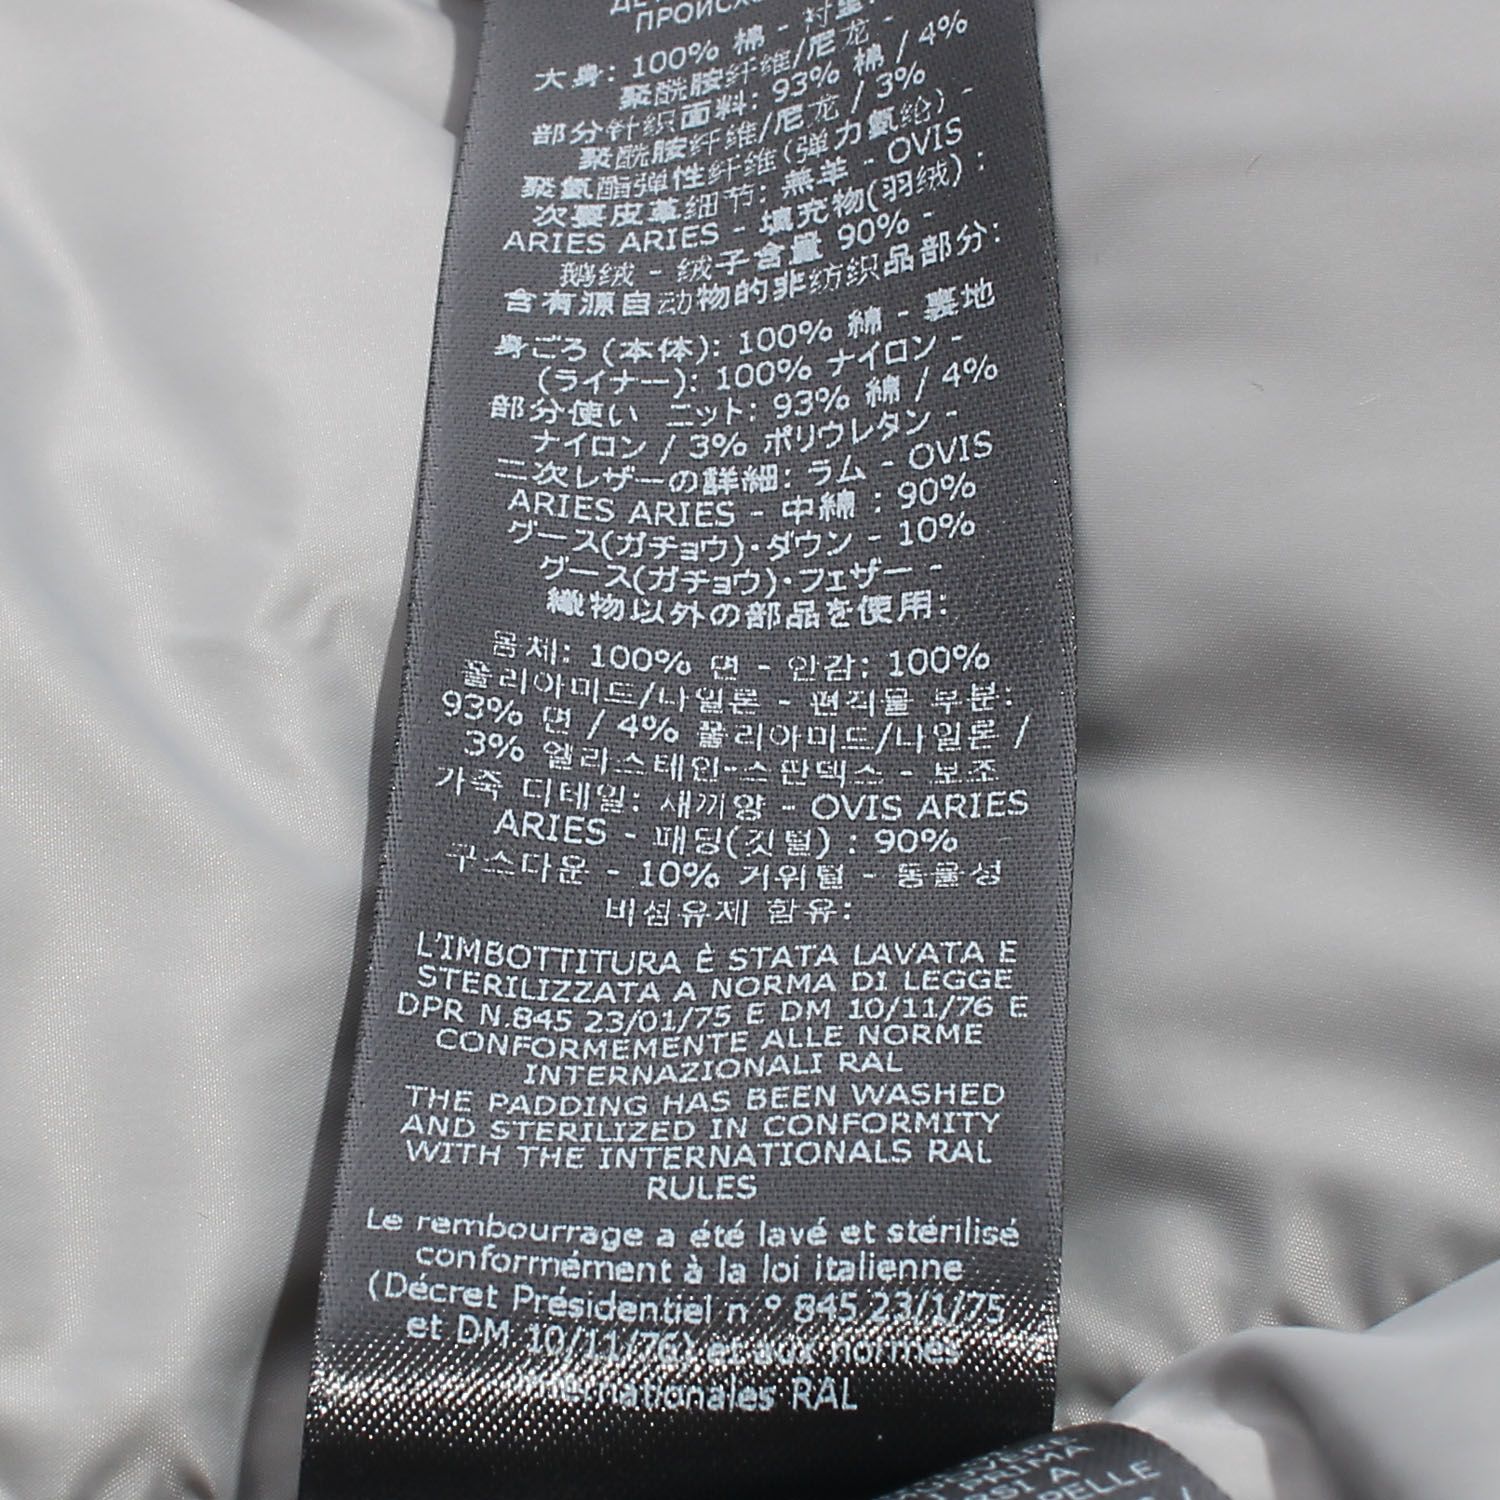 ПРОИСХО
大身: 100% 棉 - 衬里:
聚酰胺纤维/尼龙 -
部分针织面料: 93% 棉 / 4%
聚酰胺纤维/尼龙 / 3%
聚氨酯弹性纤维(弹力氨纶) -
次要皮革细节: 羔羊 - OVIS
ARIES ARIES - 填充物(羽绒) :
鹅绒 - 绒子含量 90% -
含有源自动物的非纺织品部分:
身ごろ (本体): 100% 綿 - 裏地
(ライナー): 100% ナイロン -
部分使い ニット: 93% 綿 / 4%
ナイロン / 3% ポリウレタン -
二次レザーの詳細: ラム - OVIS
ARIES ARIES - 中綿 : 90%
グース(ガチョウ)・ダウン - 10%
グース(ガチョウ)・フェザー -
織物以外の部品を使用:
몸체: 100% 면 - 안감: 100%
폴리아미드/나일론 - 편직물 부분:
93% 면 / 4% 폴리아미드/나일론 /
3% 엘라스테인-스판덱스 - 보조
가죽 디테일: 새끼양 - OVIS ARIES
ARIES - 패딩(깃털) : 90%
구스다운 - 10% 거위털 - 동물성
비섬유제 함유:
L'IMBOTTITURA È STATA LAVATA E
STERILIZZATA A NORMA DI LEGGE
DPR N.845 23/01/75 E DM 10/11/76 E
CONFORMEMENTE ALLE NORME
INTERNAZIONALI RAL
THE PADDING HAS BEEN WASHED
AND STERILIZED IN CONFORMITY
WITH THE INTERNATIONALS RAL
RULES
Le rembourrage a été lavé et stérilisé
conformément à la loi italienne
(Décret Présidentiel n ° 845 23/1/75
et DM 10/11/76) et aux normes
internationales RAL
PRIMA
PELLE